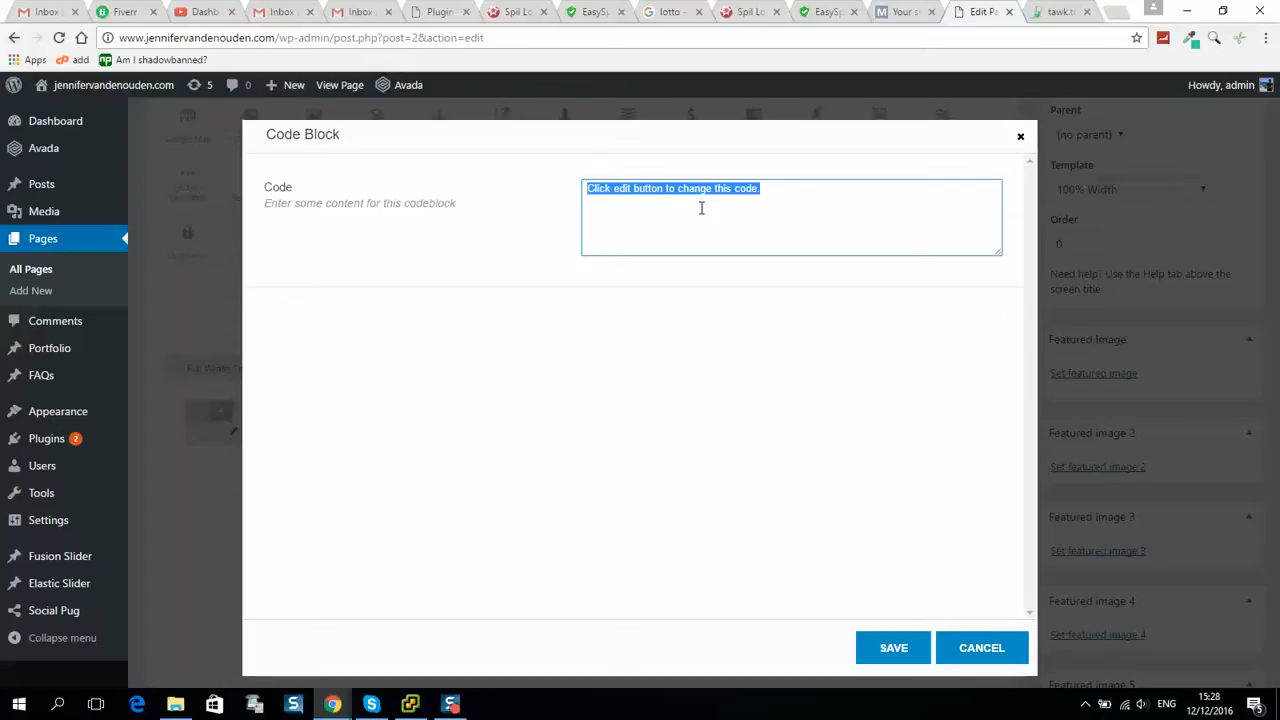 Inbox
Fiverr
Dashb
Inbox
Inbox
Plugin
Spil Lo
EasySp
lotto -
Spil Lo
EasySp
Your si
Edit Pa
tawk.t
www.jennifervandenouden.com/wp-admin/post.php?post=2&action=edit
Apps add Am I shadowbanned?
jennifervandenouden.com 5 0 New View Page Avada Howdy, admin
Dashboard
Avada
Posts
Media
Pages
All Pages
Add New
Comments
Portfolio
FAQs
Appearance
Plugins 2
Users
Tools
Settings
Fusion Slider
Elastic Slider
Social Pug
Collapse menu
Code Block
Code
Enter some content for this codeblock
Click edit button to change this code.
SAVE CANCEL
Parent
(no parent)
Template
100% Width
Order
0
Need help? Use the Help tab above the
screen title.
Featured Image
Set featured image
Featured image 2
Set featured image 2
Featured image 3
Set featured image 3
Featured image 4
Set featured image 4
Featured image 5
ENG
15:28
12/12/2016
5